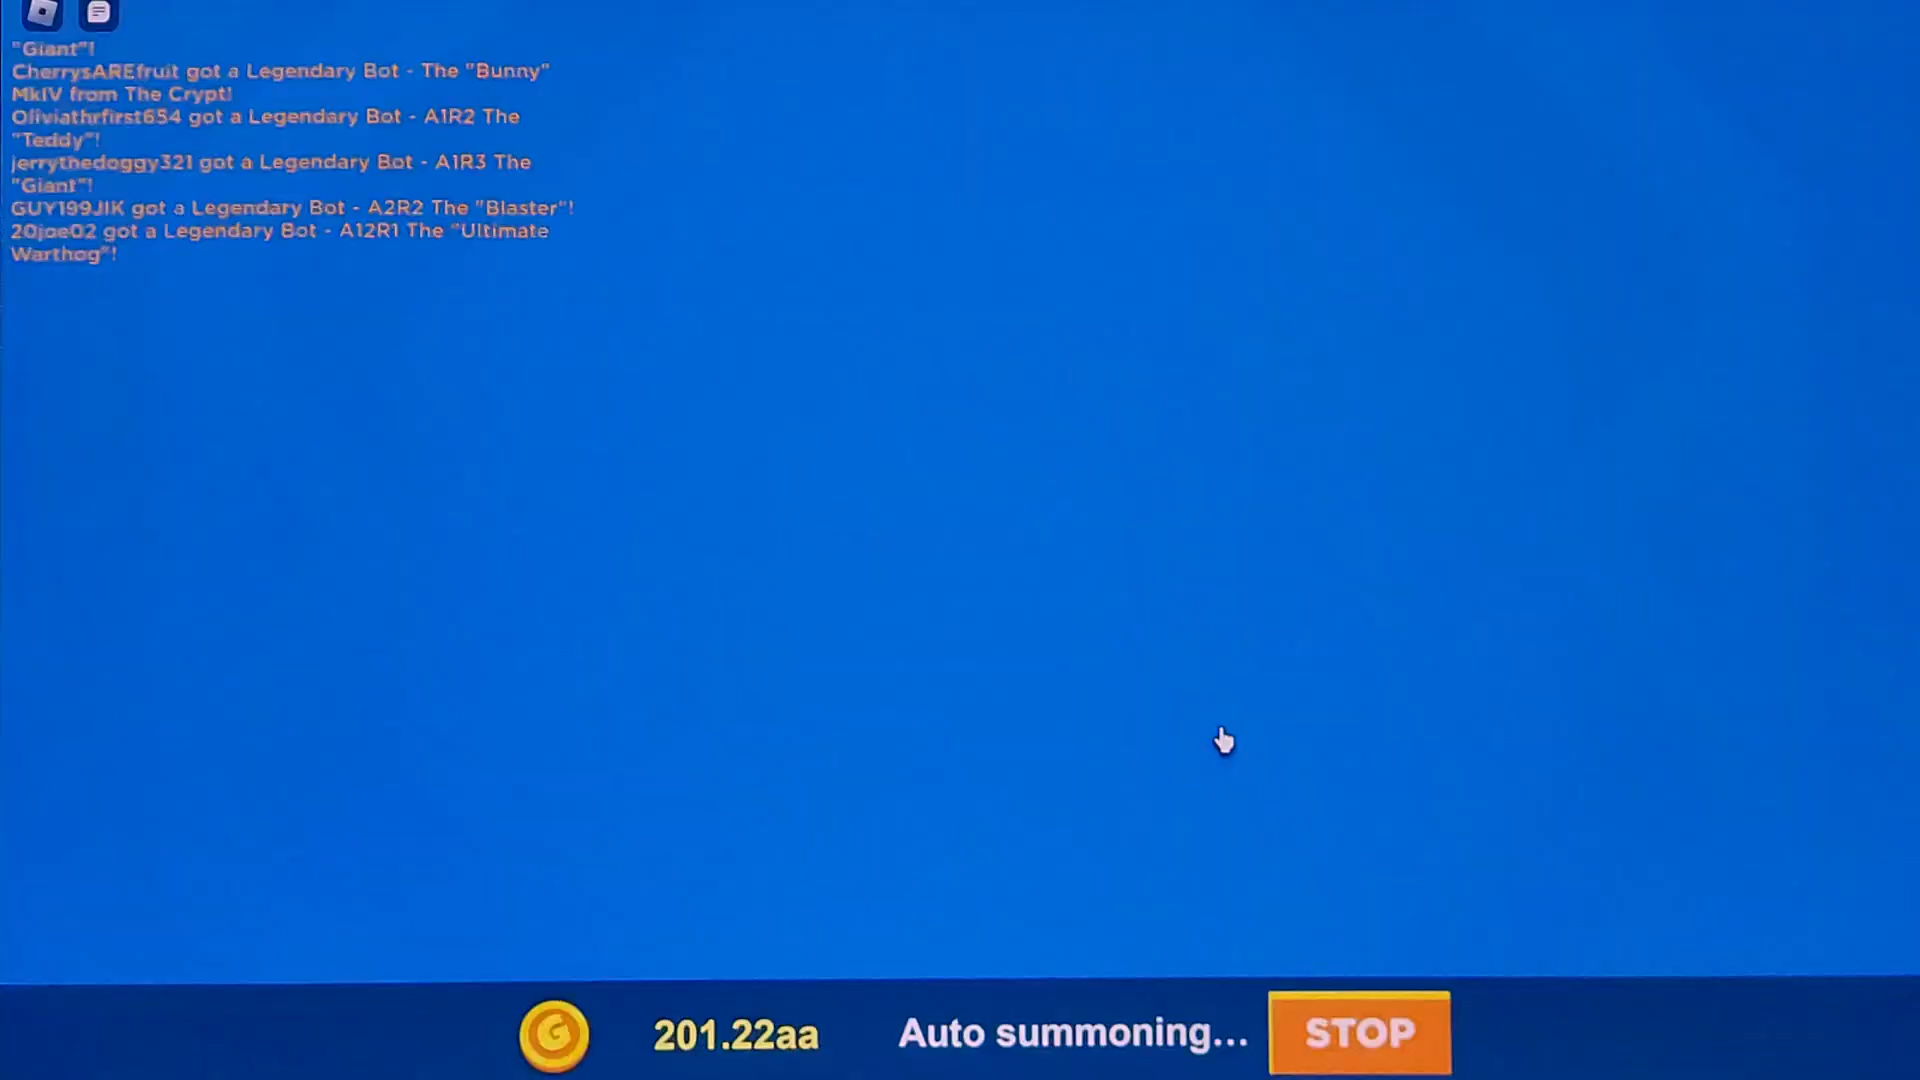 "Giant"!
CherrysAREfruit got a Legendary Bot - The "Bunny"
MkIV from The Crypt!
Oliviathrfirst654 got a Legendary Bot - A1R2 The
"Teddy"!
jerrythedoggy321 got a Legendary Bot - A1R3 The
"Giant"!
GUY199JIK got a Legendary Bot - A2R2 The "Blaster"!
20joe02 got a Legendary Bot - A12R1 The "Ultimate
Warthog"!
201.22aa
Auto summoning...
STOP